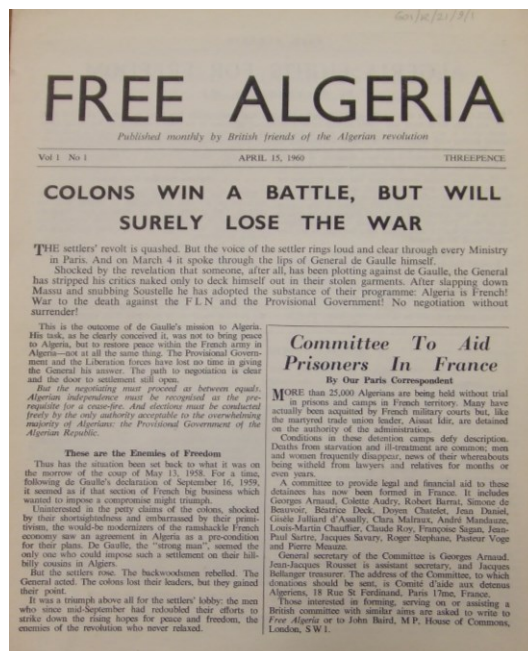 FREE ALGERIA
Published monthly by British friends of the Algerian revolution
Vol 1 No 1 APRIL 15, 1960 THREEPENCE
COLONS WIN A BATTLE, BUT WILL
SURELY LOSE THE WAR
THE settlers' revolt is quashed. But the voice of the settler rings loud and clear through every Ministry
in Paris. And on March 4 it spoke through the lips of General de Gaulle himself.
Shocked by the revelation that someone, after all, has been plotting against de Gaulle, the General
has stripped his critics naked only to deck himself out in their stolen garments. After slapping down
Massu and snubbing Soustelle he has adopted the substance of their programme: Algeria is French!
War to the death against the F L N and the Provisional Government! No negotiation without
surrender!
This is the outcome of de Gaulle's mission to Algeria.
His task, as he clearly conceived it, was not to bring peace
to Algeria, but to restore peace within the French army in
Algeria—not at all the same thing. The Provisional Govern-
ment and the Liberation forces have lost no time in giving
the General his answer. The path to negotiation is clear
and the door to settlement still open.
But the negotiating must proceed as between equals.
Algerian independence must be recognised as the pre-
requisite for a cease-fire. And elections must be conducted
freely by the only authority acceptable to the overwhelming
majority of Algerians: the Provisional Government of the
Algerian Republic.
These are the Enemies of Freedom
Thus has the situation been set back to what it was on
the morrow of the coup of May 13, 1958. For a time,
following de Gaulle's declaration of September 16, 1959,
it seemed as if that section of French big business which
wanted to impose a compromise might triumph.
Uninterested in the petty claims of the colons, shocked
by their shortsightedness and embarrassed by their primi-
tivism, the would-be modernizers of the ramshackle French
economy saw an agreement in Algeria as a pre-condition
for their plans. De Gaulle, the "strong man", seemed the
only one who could impose such a settlement on their hill-
billy cousins in Algiers.
But the settlers rose. The backwoodsmen rebelled. The
General acted. The colons lost their leaders, but they gained
their point.
It was a triumph above all for the settlers' lobby: the men
who since mid-September had redoubled their efforts to
strike down the rising hopes for peace and freedom, the
enemies of the revolution who never relaxed.
Committee To Aid
Prisoners In France
By Our Paris Correspondent
MORE than 25,000 Algerians are being held without trial
in prisons and camps in French territory. Many have
actually been acquitted by French military courts but, like
the martyred trade union leader, Aissat Idir, are detained
on the authority of the administration.
Conditions in these detention camps defy description.
Deaths from starvation and ill-treatment are common; men
and women frequently disappear, news of their whereabouts
being witheld from lawyers and relatives for months or
even years.
A committee to provide legal and financial aid to these
detainees has now been formed in France. It includes
Georges Arnaud, Colette Audry, Robert Barrat, Simone de
Beauvoir, Béatrice Deck, Doyen Chatelet, Jean Daniel,
Gisèle Julliard d'Assailly, Clara Malraux, André Mandouze,
Louis-Martin Chauffier, Claude Roy, Françoise Sagan, Jean-
Paul Sartre, Jacques Savary, Roger Stephane, Pasteur Voge
and Pierre Meauze.
General secretary of the Committee is Georges Arnaud.
Jean-Jacques Rousset is assistant secretary, and Jacques
Bellanger treasurer. The address of the Committee, to which
donations should be sent, is Comité d'aide aux detenus
Algeriens, 18 Rue St Ferdinand, Paris 17me, France.
Those interested in forming, serving on or assisting a
British committee with similar aims are asked to write to
Free Algeria or to John Baird, M P, House of Commons,
London, S W 1.